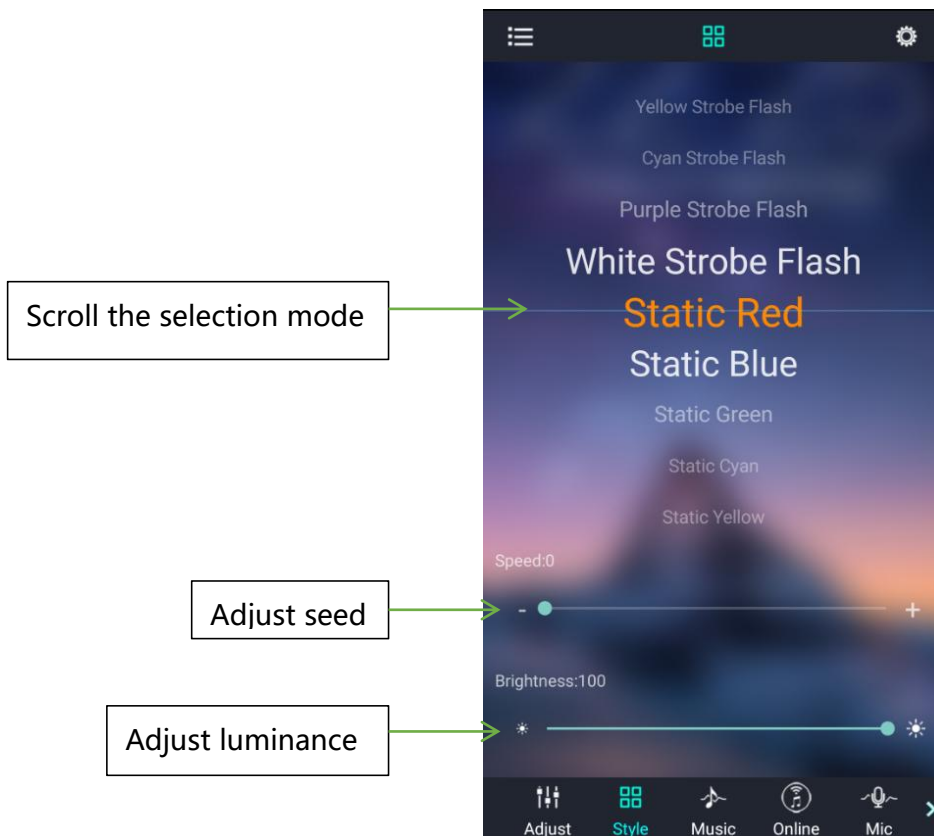 Yellow Strobe Flash
Cyan Strobe Flash
Purple Strobe Flash
White Strobe Flash
Scroll the selection mode
Static Red
Static Blue
Static Green
Static Cyan
Static Yellow
Speed:0
Adjust seed
- +
Brightness:100
Adjust luminance
Adjust Style Music Online Mic